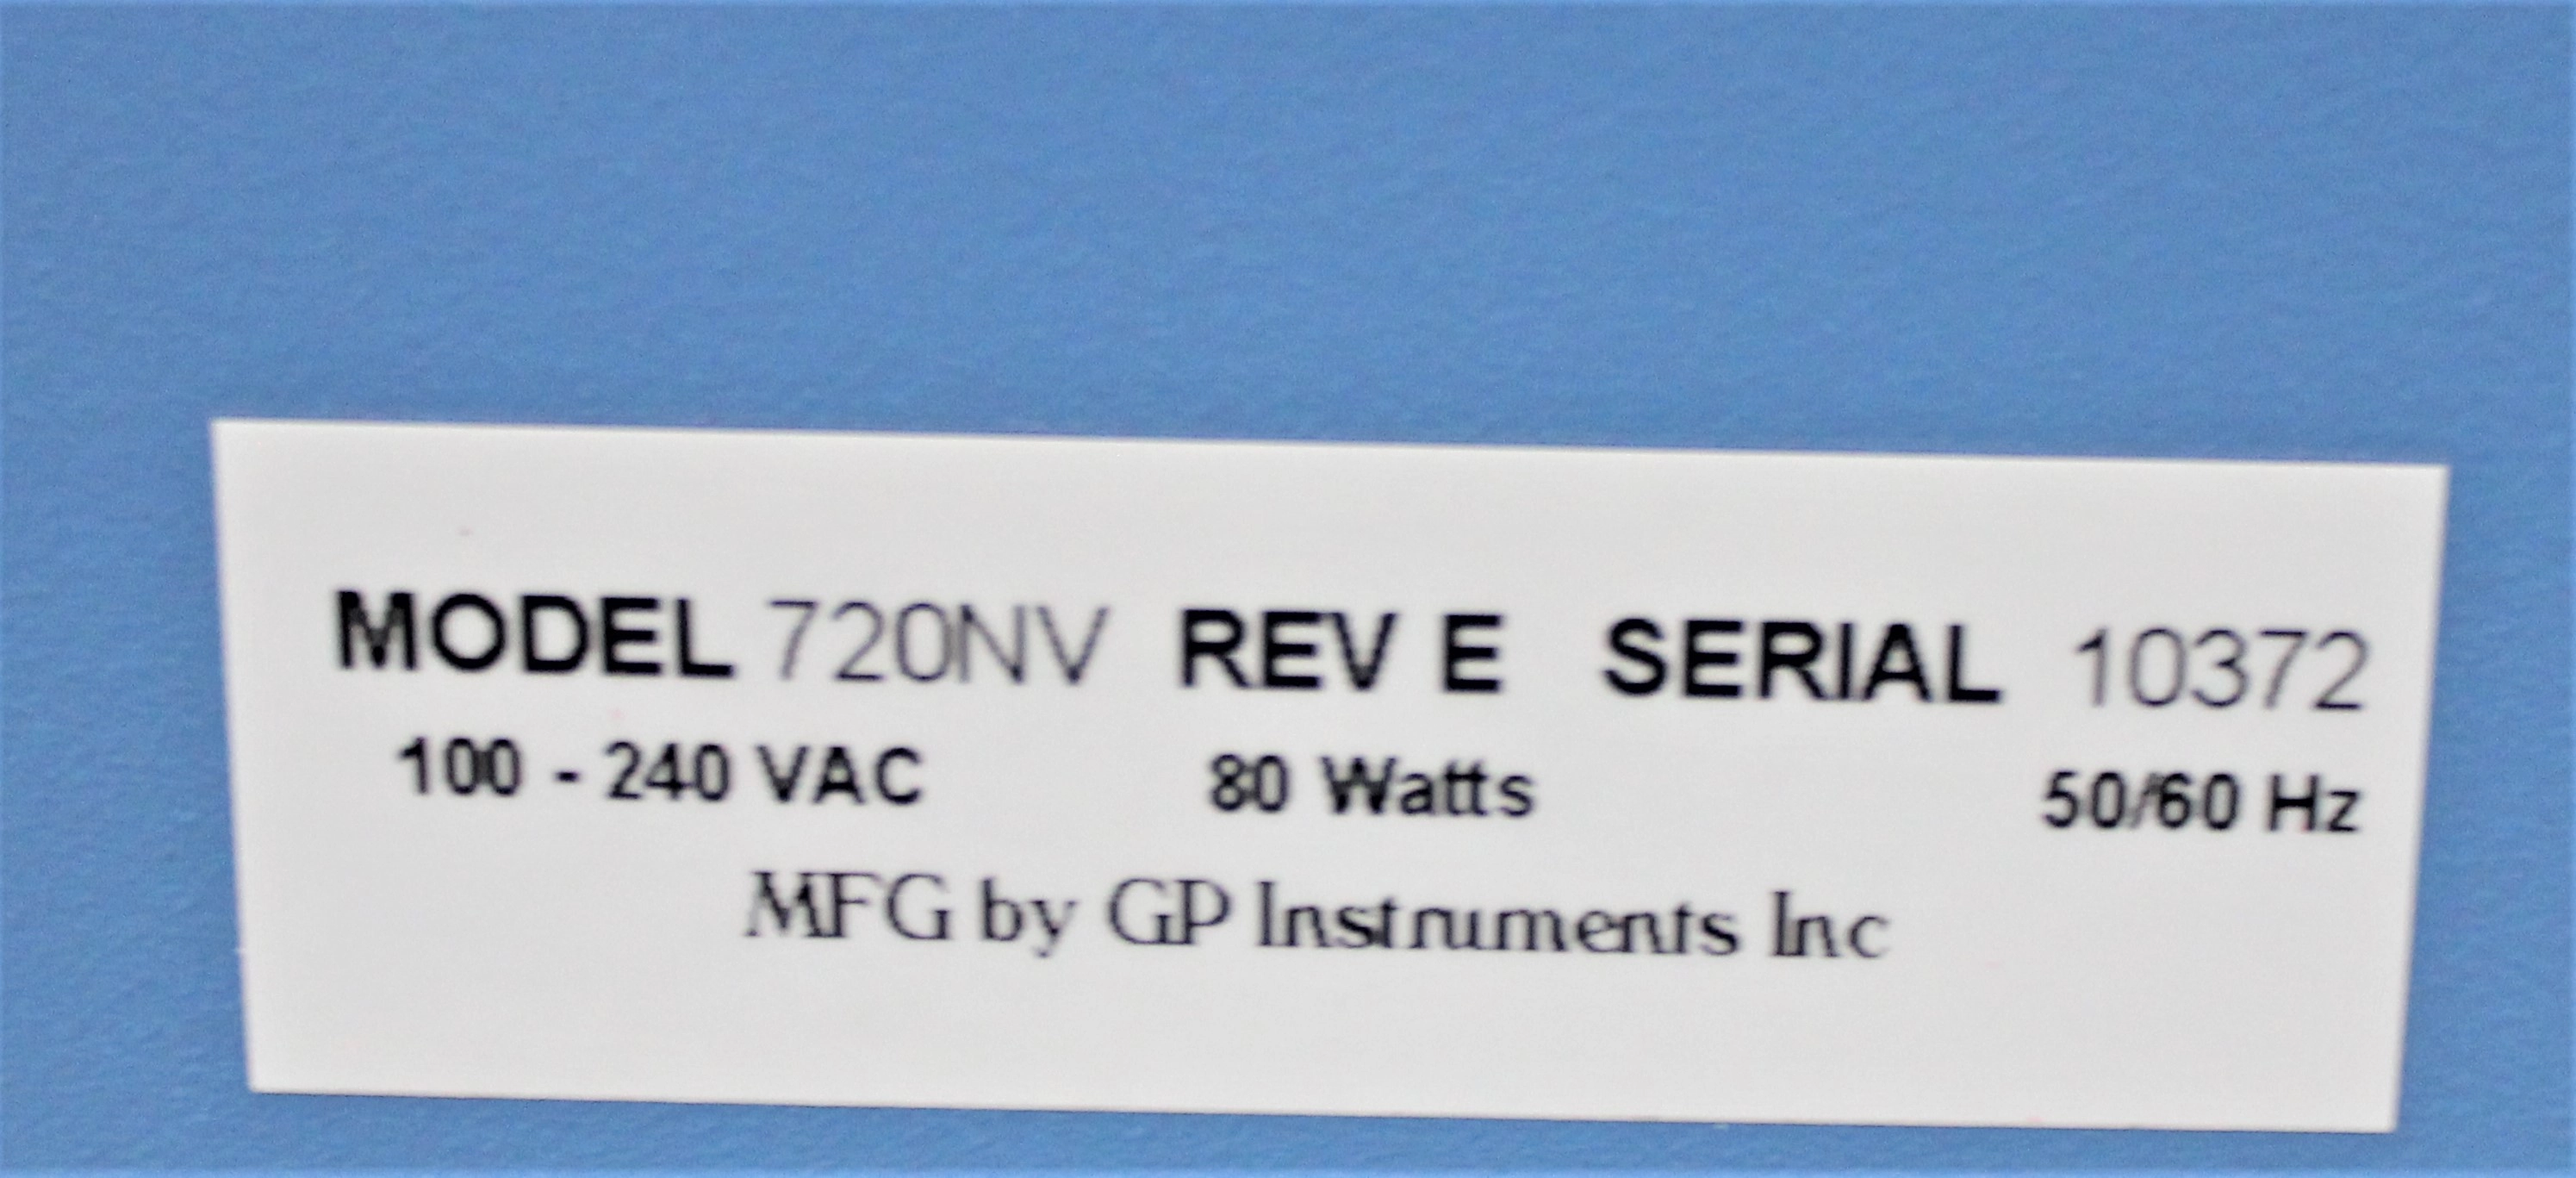 MODEL 720NV REV E SERIAL 10372
100 - 240 VAC 80 Watts 50/60 Hz
MFG by GP Instruments Inc